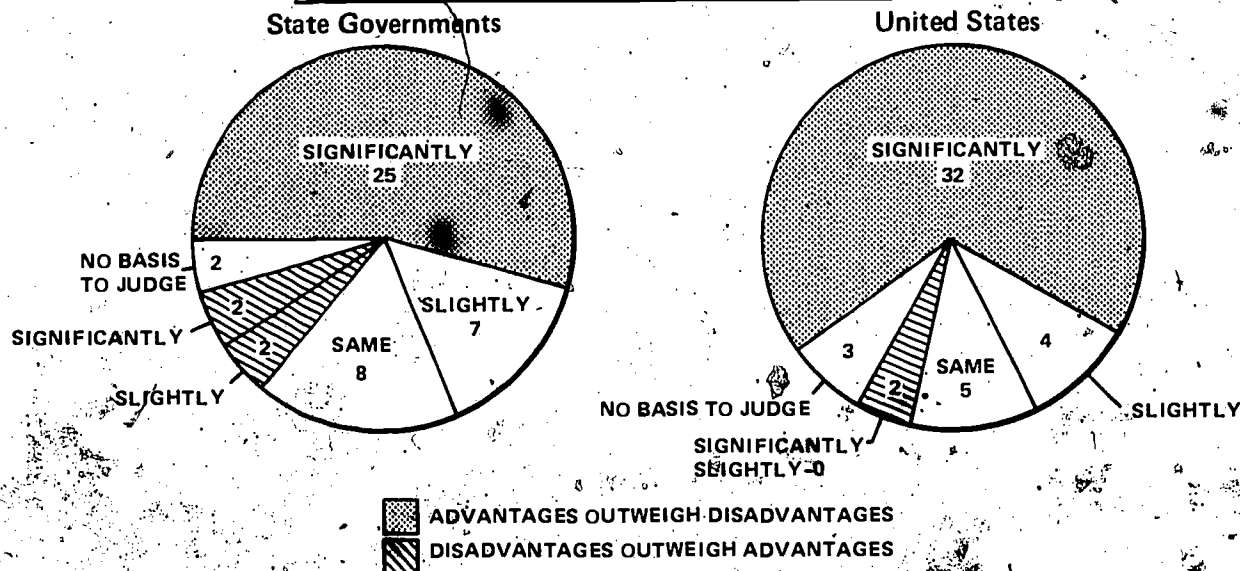 State Governments
SIGNIFICANTLY
25
NO BASIS
TO JUDGE
2
SIGNIFICANTLY
2
SLIGHTLY
2
SAME
8
SLIGHTLY
7
United States
SIGNIFICANTLY
32
NO BASIS TO JUDGE
3
SIGNIFICANTLY
SLIGHTLY-0
2
SAME
5
4
SLIGHTLY
ADVANTAGES OUTWEIGH DISADVANTAGES
DISADVANTAGES OUTWEIGH ADVANTAGES